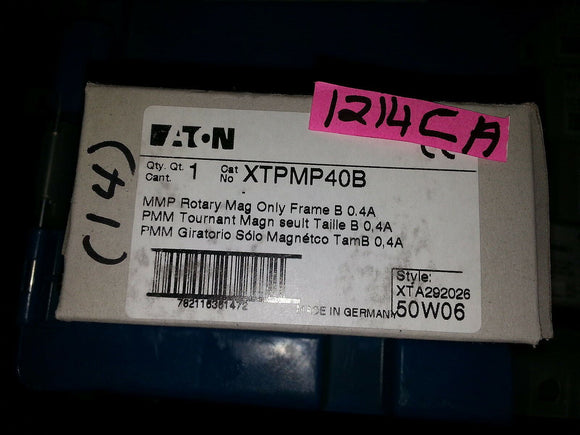 1214CA
(14)
EATON
Qty. Qt. Cant. 1 Cat No XTPMP40B
MMP Rotary Mag Only Frame B 0.4A
PMM Tournant Magn seult Taille B 0,4A
PMM Giratorio Sólo Magnétco TamB 0,4A
782116381472
MADE IN GERMANY
Style:
XTA292026
50W06